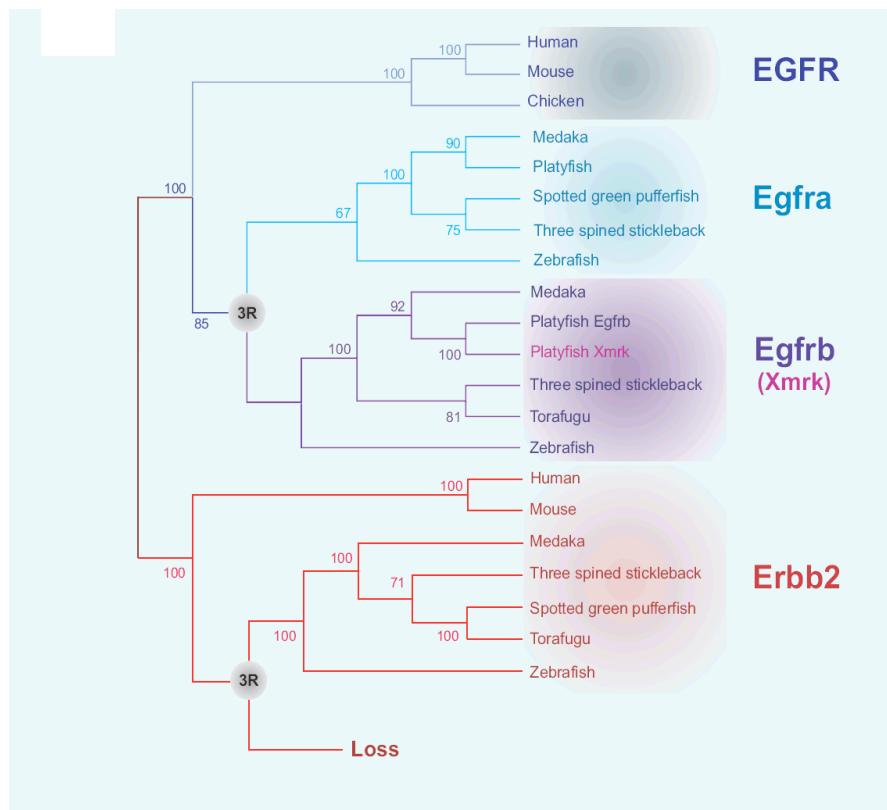 Human
100
Mouse
100
Chicken
EGFR
Medaka
90
Platyfish
100
Spotted green pufferfish
75
Three spined stickleback
67
Zebrafish
Egfra
100
3R
85
Medaka
92
Platyfish Egfrb
100
Platyfish Xmrk
100
Three spined stickleback
81
Torafugu
Zebrafish
Egfrb
(Xmrk)
Human
100
Mouse
Medaka
100
Three spined stickleback
71
Spotted green pufferfish
100
Torafugu
100
Zebrafish
Erbb2
100
3R
Loss